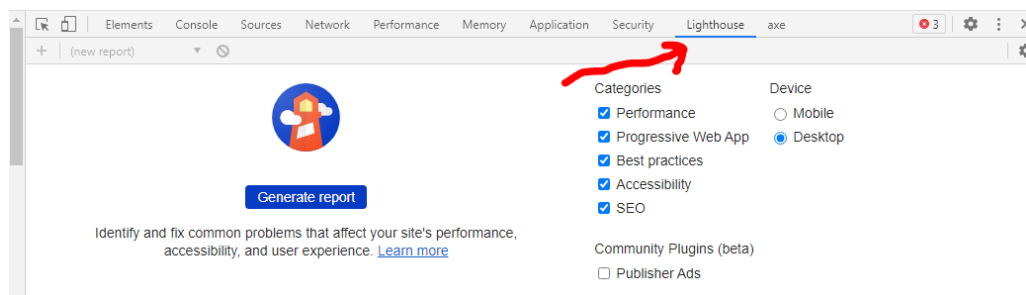 Elements Console Sources Network Performance Memory Application Security Lighthouse axe 3
+ (new report)
Categories
Performance
Progressive Web App
Best practices
Accessibility
SEO
Community Plugins (beta)
Publisher Ads
Device
Mobile
Desktop
Generate report
Identify and fix common problems that affect your site's performance,
accessibility, and user experience. Learn more